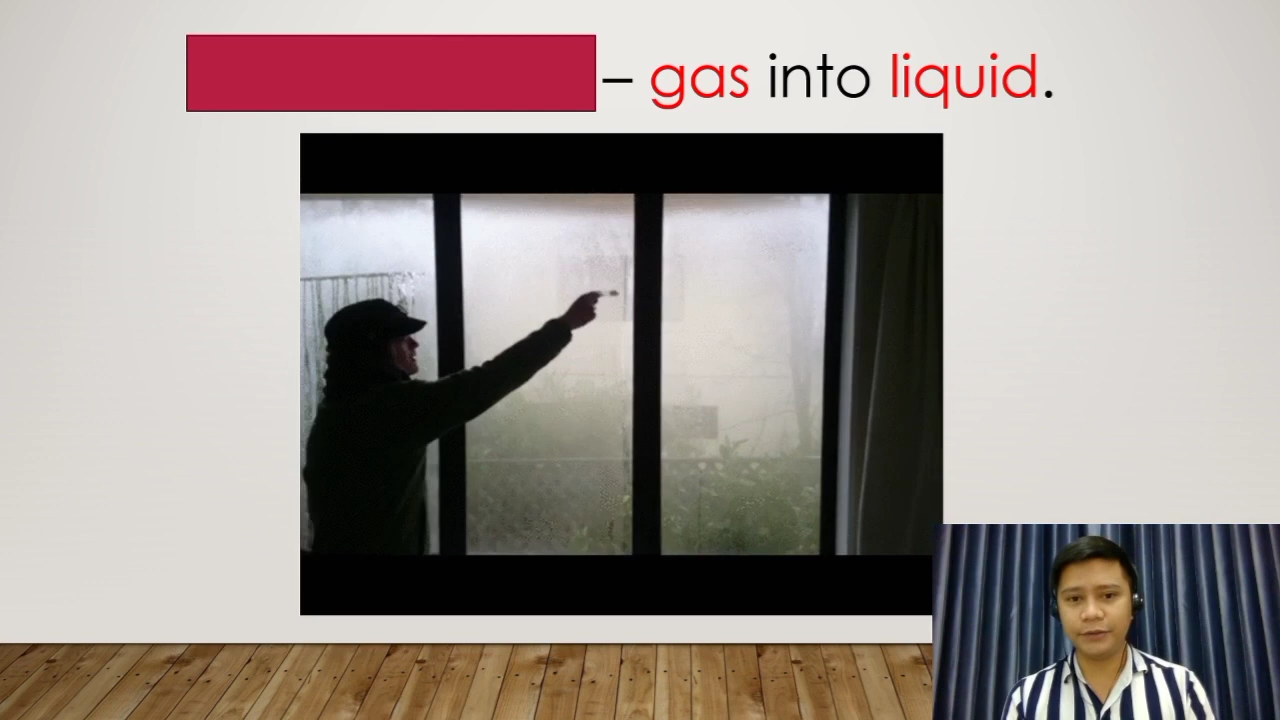 – gas into liquid.